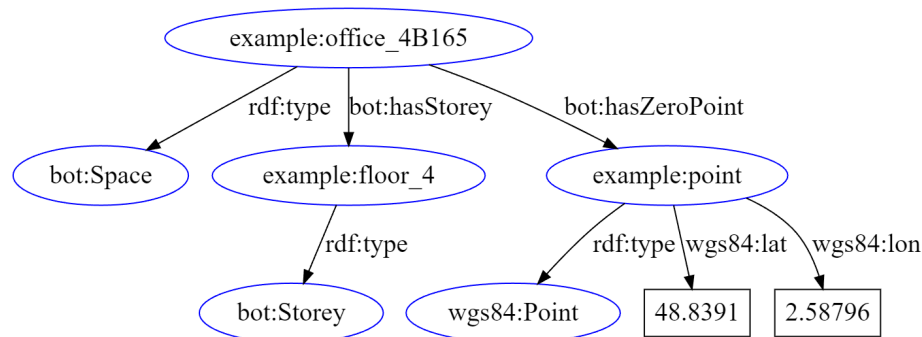 example:office_4B165
rdf:type
bot:hasStorey
bot:hasZeroPoint
bot:Space
example:floor_4
example:point
rdf:type
rdf:type
wgs84:lat
wgs84:lon
bot:Storey
wgs84:Point
48.8391
2.58796